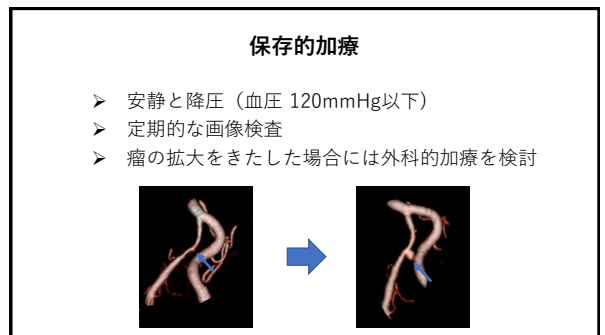 保存的加療
➢ 安静と降圧（血圧 120mmHg以下）
➢ 定期的な画像検査
➢ 瘤の拡大をきたした場合には外科的加療を検討